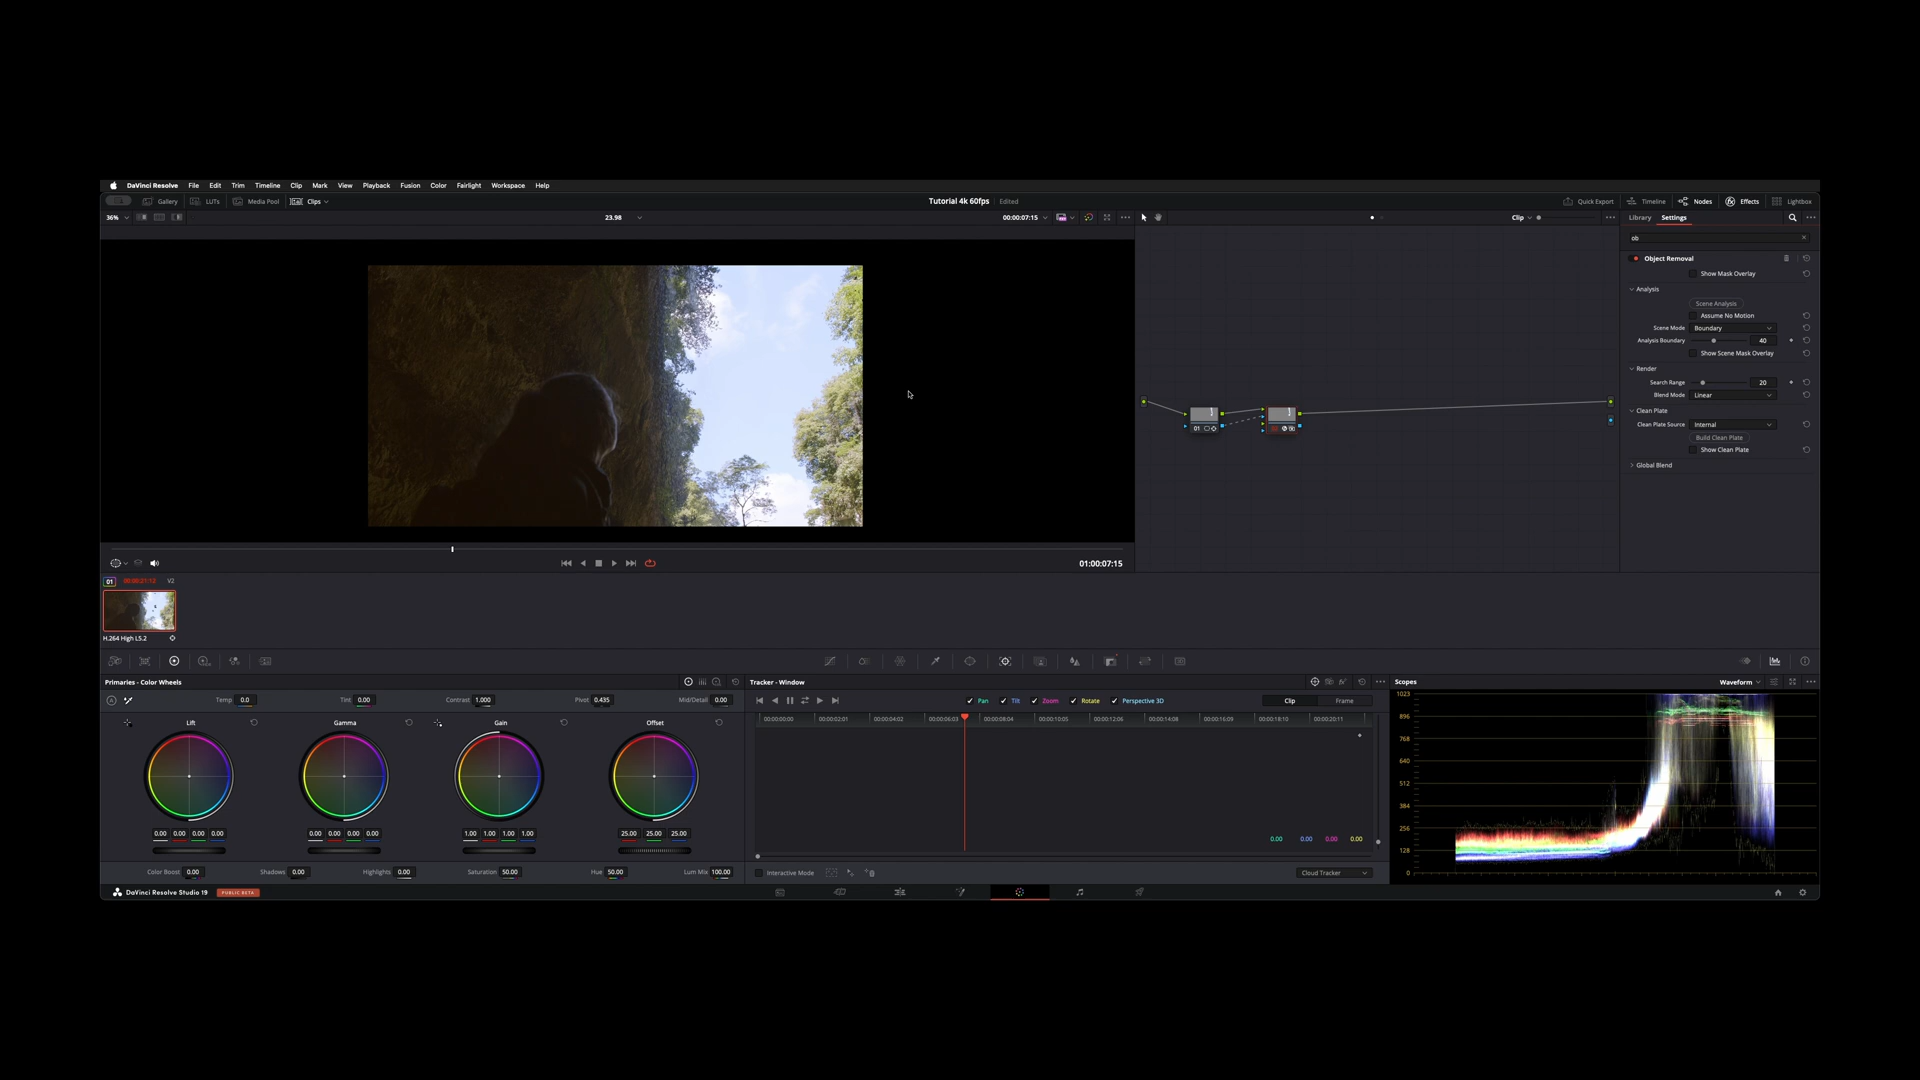 DaVinci Resolve File Edit Trim Timeline Clip Mark View Playback Fusion Color Fairlight Workspace Help
Gallery LUTs Media Pool Clips Tutorial 4k 60fps Edited Quick Export Timeline Nodes Effects Lightbox
36% 23.98 00:00:07:15 Clip Library Settings
ob
Object Removal
Show Mask Overlay
Analysis
Scene Analysis
Assume No Motion
Scene Mode Boundary
Analysis Boundary 40
Show Scene Mask Overlay
Render
Search Range 20
Blend Mode Linear
Clean Plate
Clean Plate Source Internal
Build Clean Plate
Show Clean Plate
Global Blend
01
01:00:07:15
01 00:00:21:12 V2
H.264 High L5.2
Primaries - Color Wheels
Temp 0.0 Tint 0.00 Contrast 1.000 Pivot 0.435 Mid/Detail 0.00
Lift Gamma Gain Offset
0.00 0.00 0.00 0.00 0.00 0.00 0.00 0.00 1.00 1.00 1.00 1.00 25.00 25.00 25.00
Color Boost 0.00 Shadows 0.00 Highlights 0.00 Saturation 50.00 Hue 50.00 Lum Mix 100.00
Tracker - Window
Pan Tilt Zoom Rotate Perspective 3D Clip Frame
00:00:00:00 00:00:02:01 00:00:04:02 00:00:06:03 00:00:08:04 00:00:10:05 00:00:12:06 00:00:14:08 00:00:16:09 00:00:18:10 00:00:20:11
0.00 0.00 0.00 0.00
Interactive Mode Cloud Tracker
Scopes Waveform
1023
896
768
640
512
384
256
128
0
DaVinci Resolve Studio 19 PUBLIC BETA